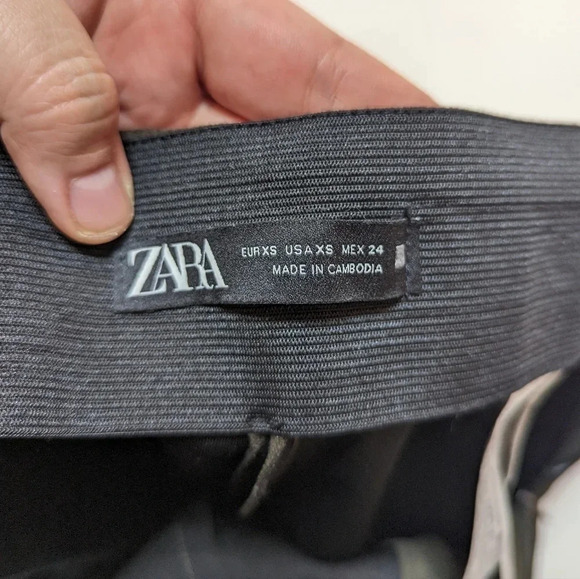 ZARA
EUR XS USA XS MEX 24
MADE IN CAMBODIA